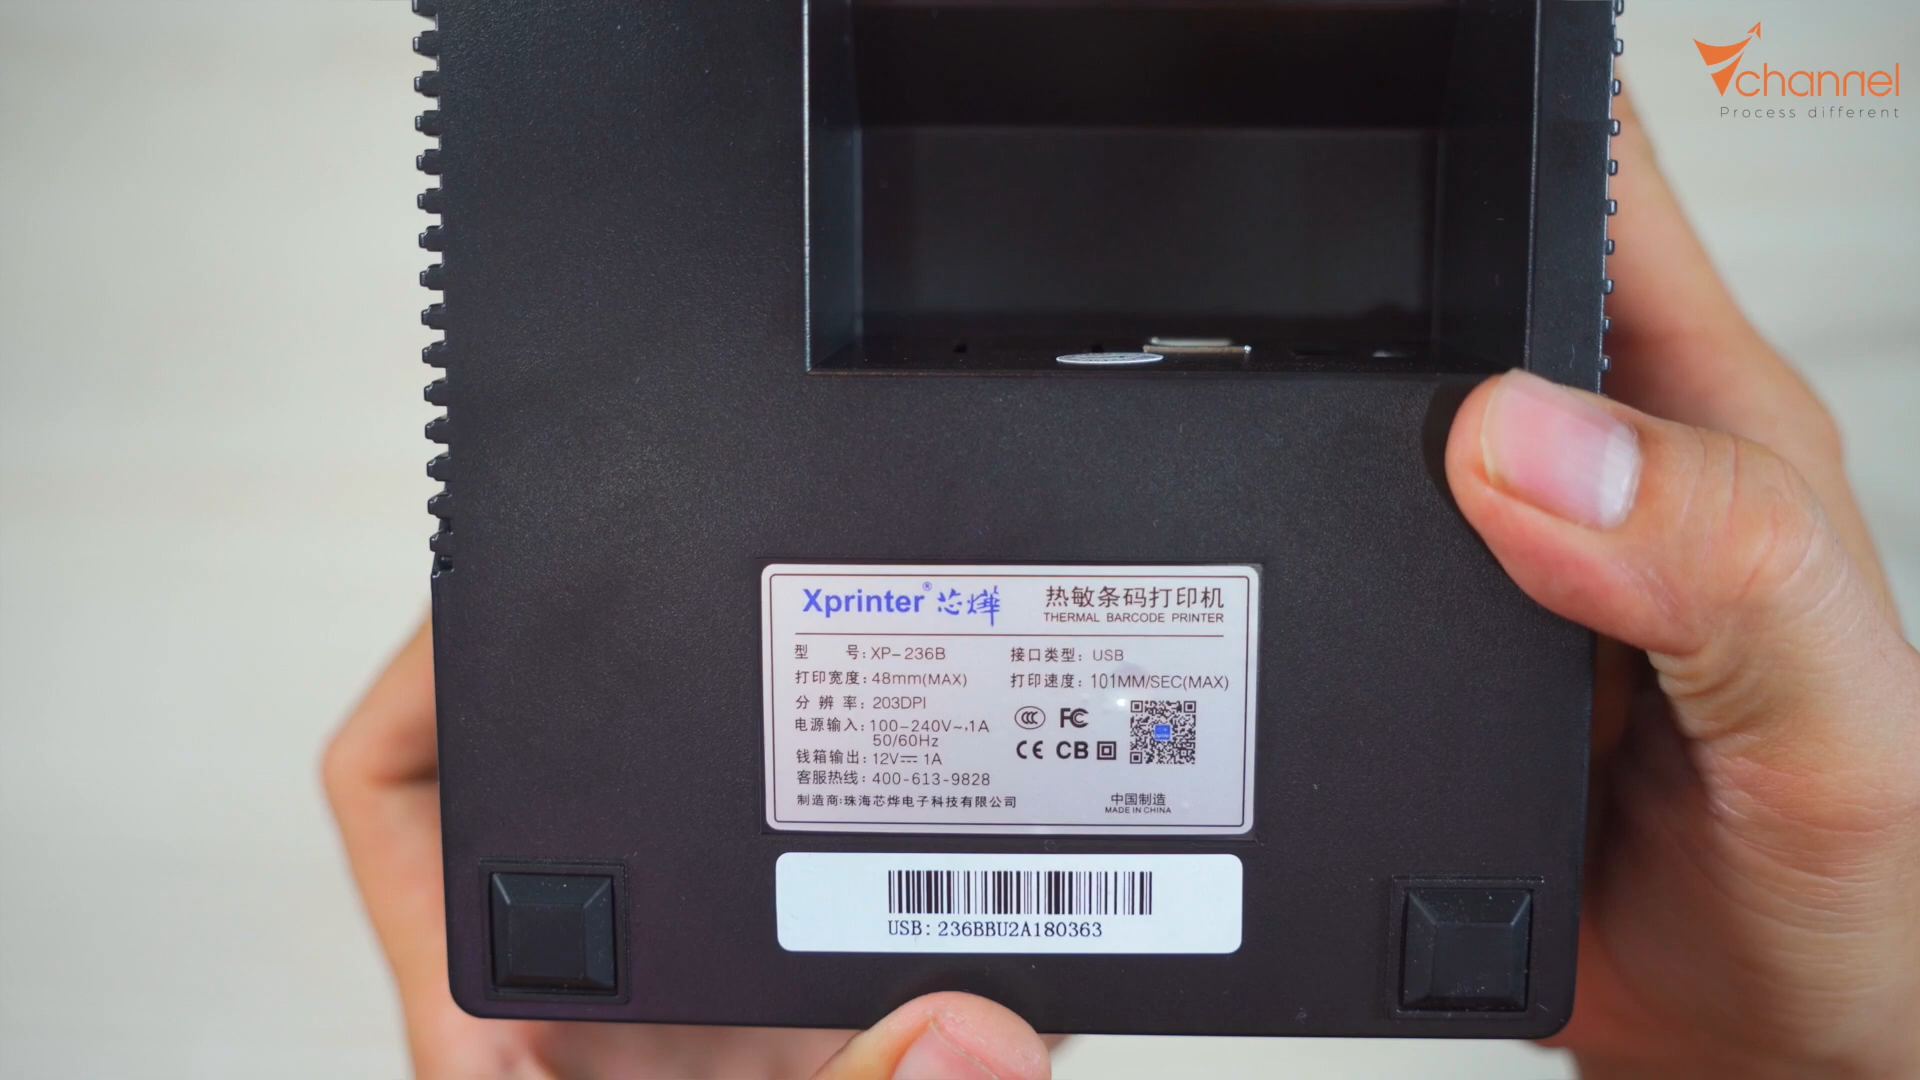 Vchannel
Process different
Xprinter® 芯烨 热敏条码打印机
THERMAL BARCODE PRINTER
型 号: XP-236B 接口类型: USB
打印宽度: 48mm(MAX) 打印速度: 101MM/SEC(MAX)
分 辨 率: 203DPI
电源输入: 100-240V~,1A
50/60Hz
FC
CE CB
钱箱输出: 12V⎓ 1A
客服热线: 400-613-9828
制造商:珠海芯烨电子科技有限公司
中国制造
MADE IN CHINA
USB: 236BBU2A180363